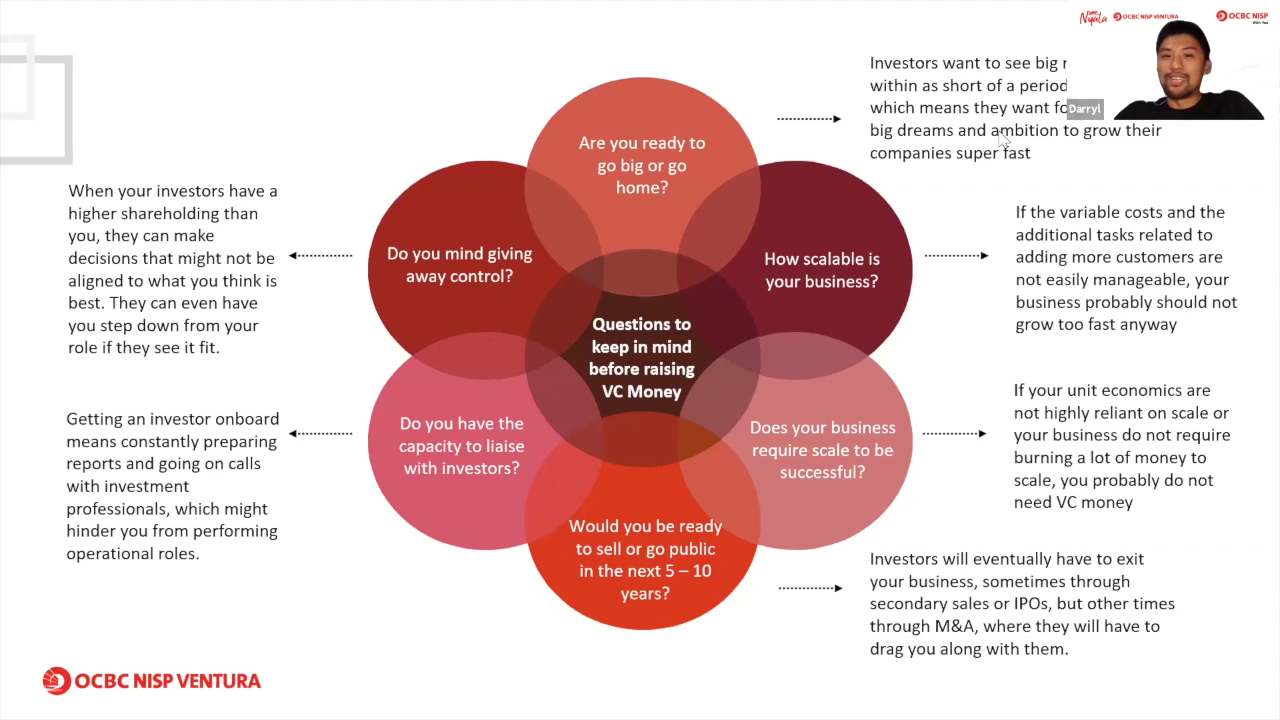 Nyala OCBC NISP VENTURA OCBC NISP
With You
Investors want to see big
within as short of a period
which means they want
big dreams and ambition to grow their
companies super fast
Darryl
Are you ready to
go big or go
home?
When your investors have a
higher shareholding than
you, they can make
decisions that might not be
aligned to what you think is
best. They can even have
you step down from your
role if they see it fit.
Do you mind giving
away control?
How scalable is
your business?
If the variable costs and the
additional tasks related to
adding more customers are
not easily manageable, your
business probably should not
grow too fast anyway
Questions to
keep in mind
before raising
VC Money
Getting an investor onboard
means constantly preparing
reports and going on calls
with investment
professionals, which might
hinder you from performing
operational roles.
Do you have the
capacity to liaise
with investors?
Does your business
require scale to be
successful?
If your unit economics are
not highly reliant on scale or
your business do not require
burning a lot of money to
scale, you probably do not
need VC money
Would you be ready
to sell or go public
in the next 5 – 10
years?
Investors will eventually have to exit
your business, sometimes through
secondary sales or IPOs, but other times
through M&A, where they will have to
drag you along with them.
OCBC NISP VENTURA